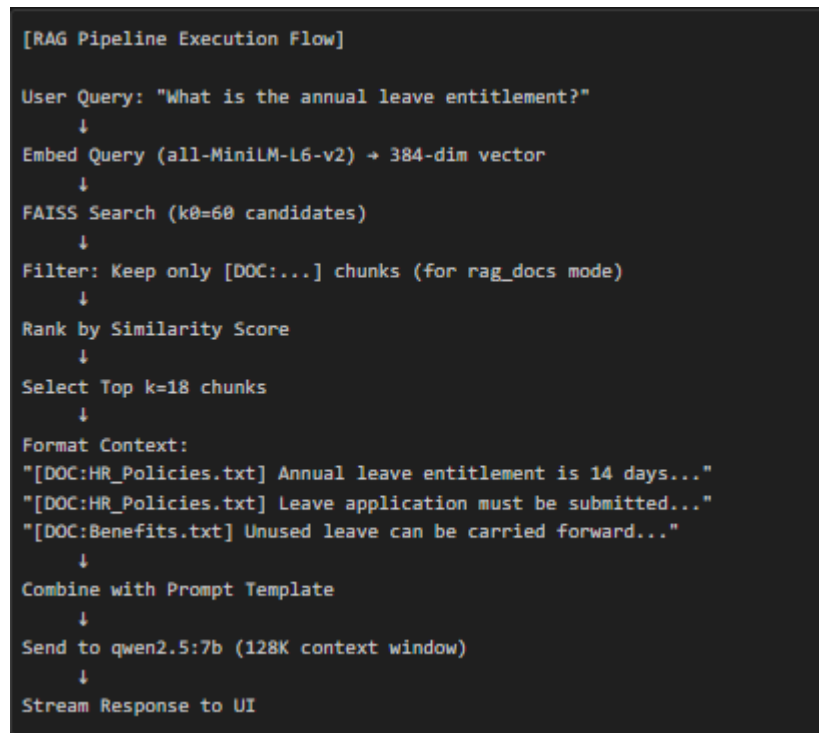 [RAG Pipeline Execution Flow]
User Query: "What is the annual leave entitlement?"
↓
Embed Query (all-MiniLM-L6-v2) → 384-dim vector
↓
FAISS Search (k0=60 candidates)
↓
Filter: Keep only [DOC:...] chunks (for rag_docs mode)
↓
Rank by Similarity Score
↓
Select Top k=18 chunks
↓
Format Context:
"[DOC:HR_Policies.txt] Annual leave entitlement is 14 days..."
"[DOC:HR_Policies.txt] Leave application must be submitted..."
"[DOC:Benefits.txt] Unused leave can be carried forward..."
↓
Combine with Prompt Template
↓
Send to qwen2.5:7b (128K context window)
↓
Stream Response to UI